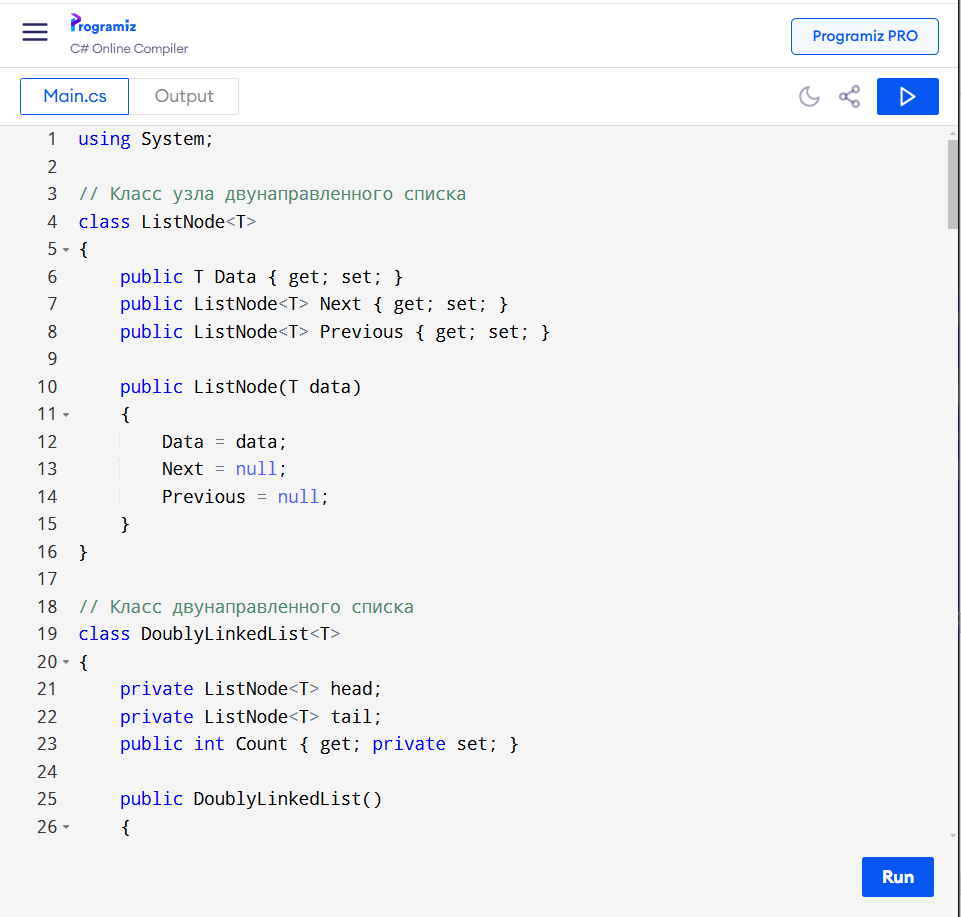 Programiz
C# Online Compiler
Programiz PRO
Main.cs
Output
1 using System;
2
3 // Класс узла двунаправленного списка
4 class ListNode<T>
5 {
6     public T Data { get; set; }
7     public ListNode<T> Next { get; set; }
8     public ListNode<T> Previous { get; set; }
9
10     public ListNode(T data)
11     {
12         Data = data;
13         Next = null;
14         Previous = null;
15     }
16 }
17
18 // Класс двунаправленного списка
19 class DoublyLinkedList<T>
20 {
21     private ListNode<T> head;
22     private ListNode<T> tail;
23     public int Count { get; private set; }
24
25     public DoublyLinkedList()
26     {
Run